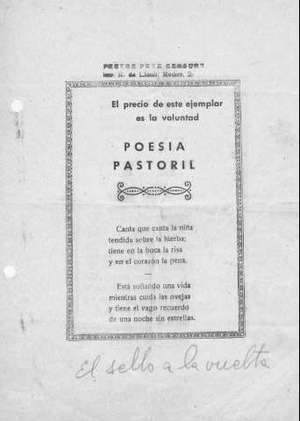 El precio de este ejemplar
es la voluntad
POESIA
PASTORIL
Canta que canta la niña
tendida sobre la hierba;
tiene en la boca la risa
y en el corazón la pena.
—
Está soñando una vida
mientras cuida las ovejas
y tiene el vago recuerdo
de una noche sin estrellas.
El sello a la vuelta